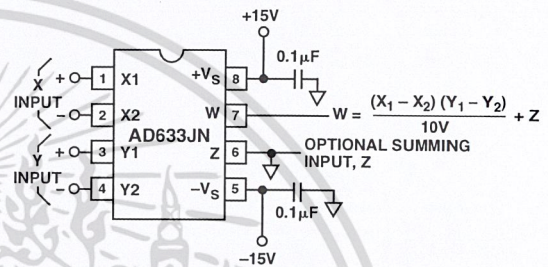 +15V
0.1µF
+
X
INPUT
–
1 X1
2 X2
+
Y
INPUT
–
3 Y1
4 Y2
AD633JN
+VS 8
W 7
Z 6
–VS 5
W = (X1 – X2) (Y1 – Y2) / 10V + Z
OPTIONAL SUMMING
INPUT, Z
0.1µF
–15V